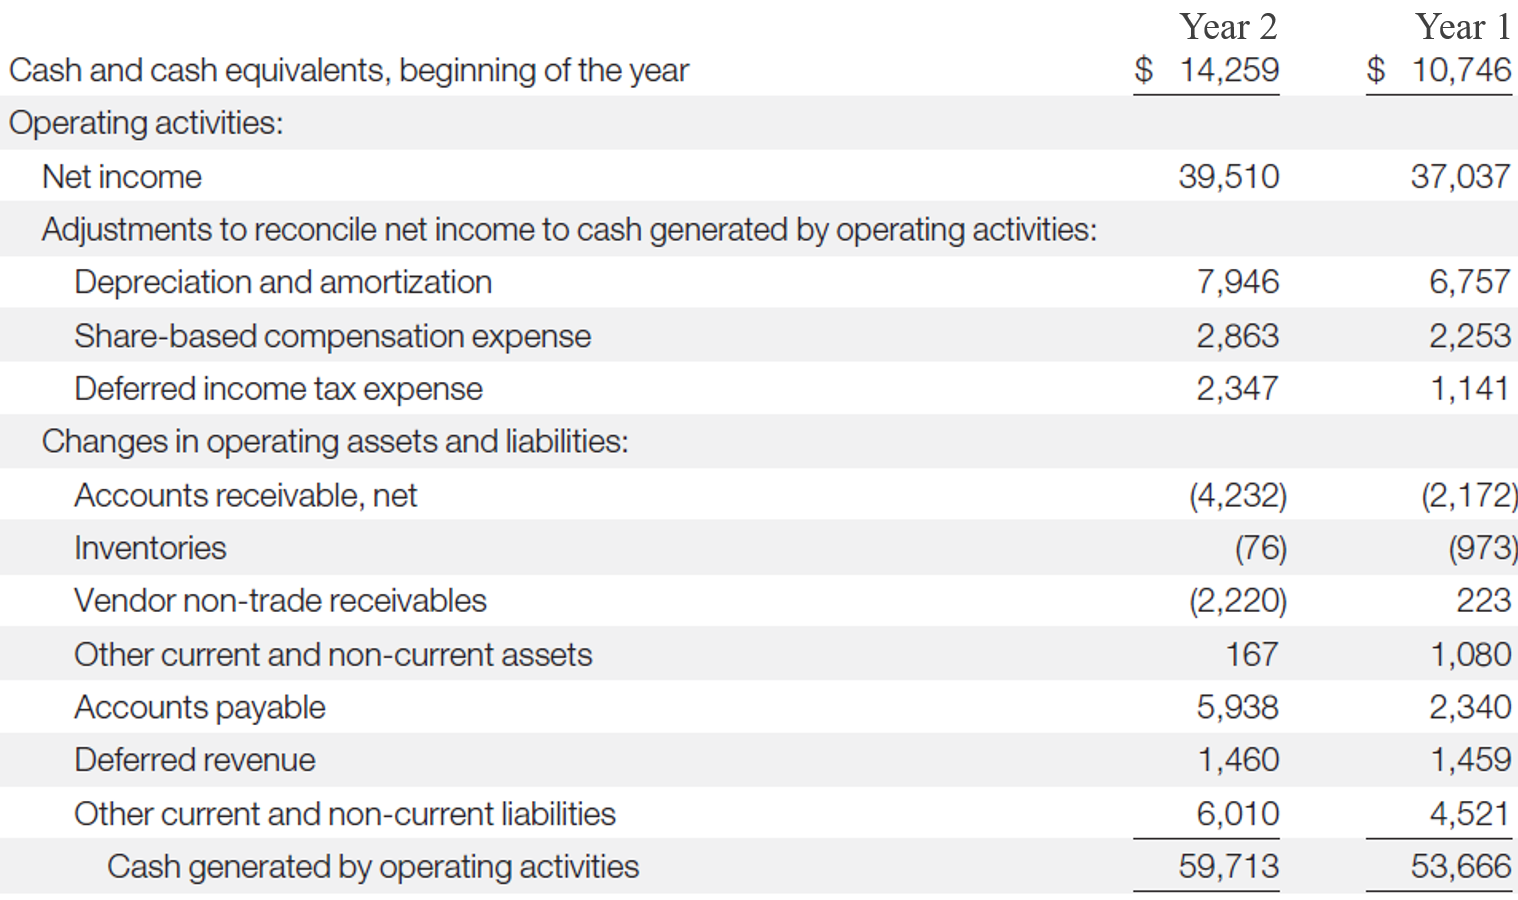 Year 2 Year 1
Cash and cash equivalents, beginning of the year $ 14,259 $ 10,746
Operating activities:
Net income 39,510 37,037
Adjustments to reconcile net income to cash generated by operating activities:
Depreciation and amortization 7,946 6,757
Share-based compensation expense 2,863 2,253
Deferred income tax expense 2,347 1,141
Changes in operating assets and liabilities:
Accounts receivable, net (4,232) (2,172)
Inventories (76) (973)
Vendor non-trade receivables (2,220) 223
Other current and non-current assets 167 1,080
Accounts payable 5,938 2,340
Deferred revenue 1,460 1,459
Other current and non-current liabilities 6,010 4,521
Cash generated by operating activities 59,713 53,666